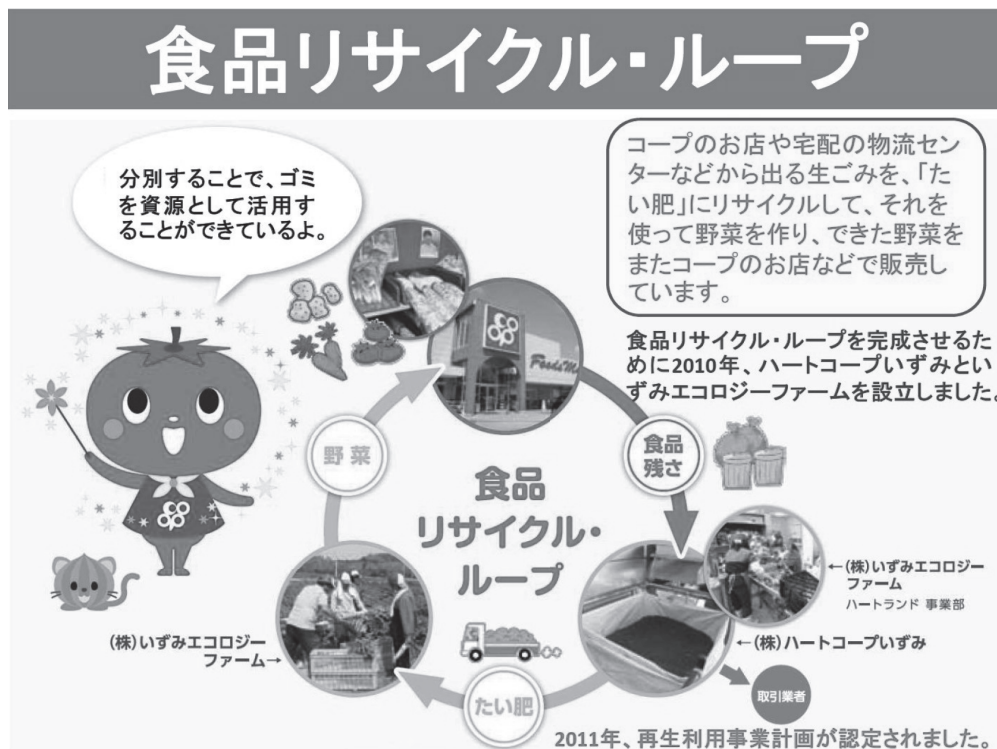 食品リサイクル・ループ
分別することで、ゴミ
を資源として活用す
ることができているよ。
コープのお店や宅配の物流セン
ターなどから出る生ごみを、「た
い肥」にリサイクルして、それを
使って野菜を作り、できた野菜を
またコープのお店などで販売し
ています。
食品リサイクル・ループを完成させるた
めに2010年、ハートコープいずみとい
ずみエコロジーファームを設立しました。
CO・OP
Foods Ma
野菜
食品
残さ
食品
リサイクル・
ループ
CO・OP
←(株)いずみエコロジー
ファーム
ハートランド 事業部
(株)いずみエコロジー
ファーム→
←(株)ハートコープいずみ
たい肥
取引業者
2011年、再生利用事業計画が認定されました。